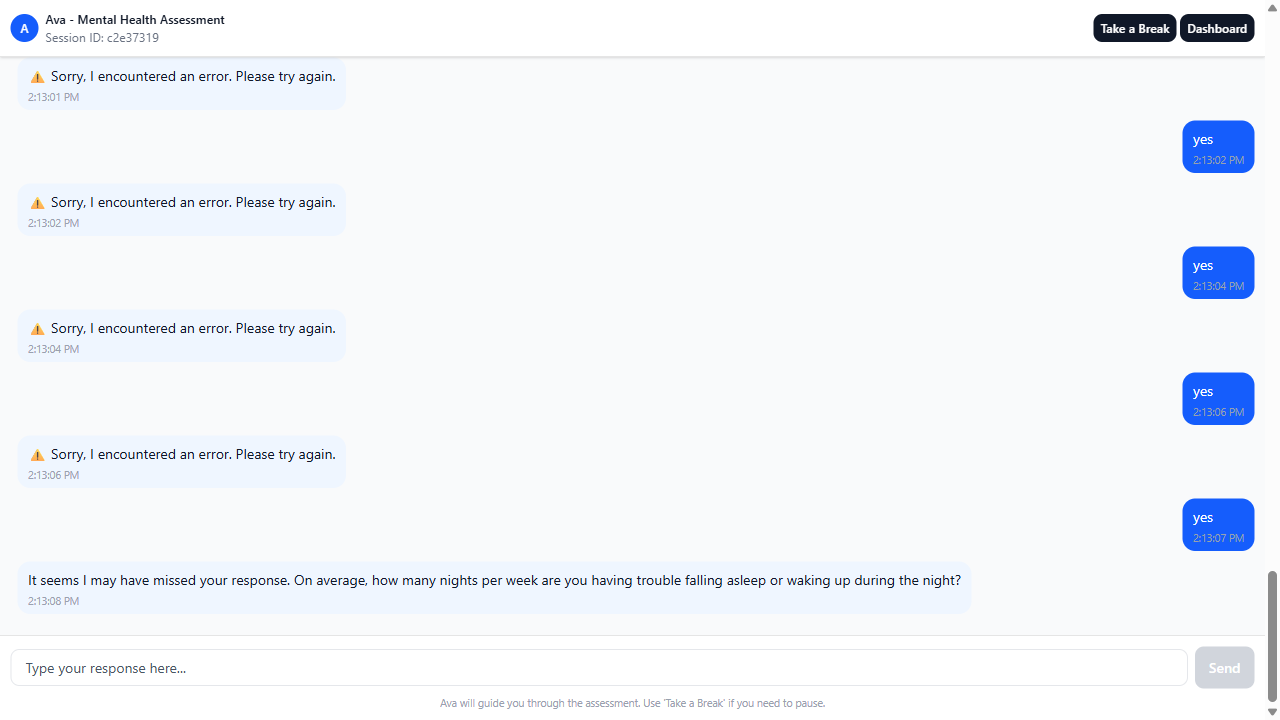 A
Ava - Mental Health Assessment
Session ID: c2e37319
Take a Break
Dashboard
⚠️ Sorry, I encountered an error. Please try again.
2:13:01 PM
yes
2:13:02 PM
⚠️ Sorry, I encountered an error. Please try again.
2:13:02 PM
yes
2:13:04 PM
⚠️ Sorry, I encountered an error. Please try again.
2:13:04 PM
yes
2:13:06 PM
⚠️ Sorry, I encountered an error. Please try again.
2:13:06 PM
yes
2:13:07 PM
It seems I may have missed your response. On average, how many nights per week are you having trouble falling asleep or waking up during the night?
2:13:08 PM
Type your response here...
Send
Ava will guide you through the assessment. Use 'Take a Break' if you need to pause.